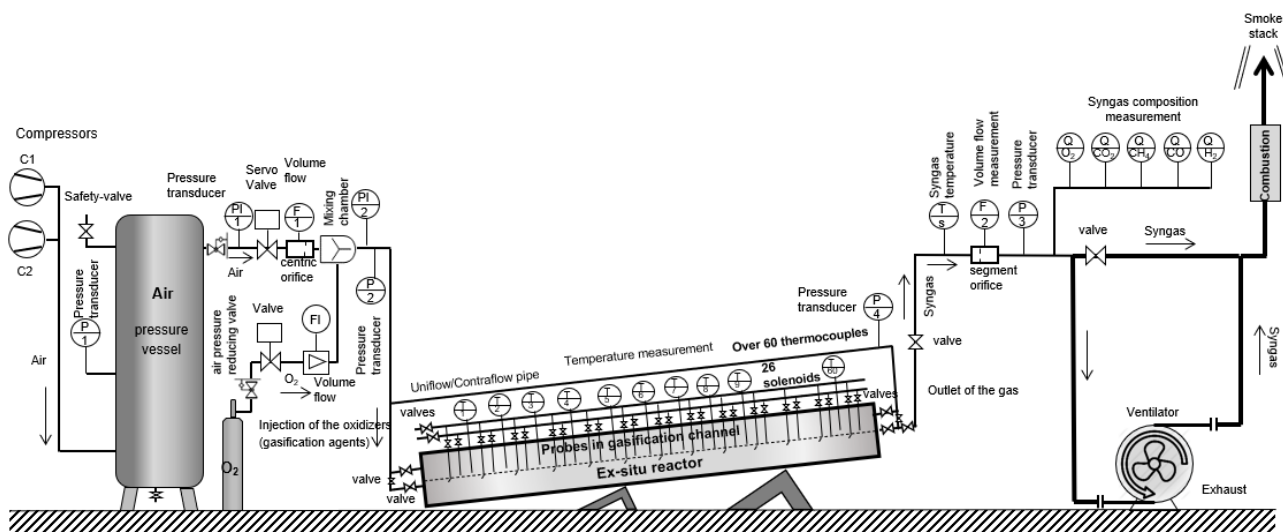 Smoke
stack
Syngas composition
measurement
Q
O₂
Q
CO₂
Q
CH₄
Q
CO
Q
H₂
Combustion
Compressors
C1
C2
Safety-valve
Pressure
transducer
PI
1
Servo
Valve
Volume
flow
F
1
Mixing
chamber
PI
2
Air
centric
orifice
Pressure
transducer
P
1
Air
Air
pressure
vessel
air pressure
reducing valve
Valve
FI
O₂
Volume
flow
O₂
P
2
Pressure
transducer
Injection of the oxidizers
(gasification agents)
Uniflow/Contraflow pipe
Temperature measurement
Over 60 thermocouples
26
solenoids
valves
T
1
T
2
T
3
T
4
T
5
T
6
T
7
T
8
T
9
T
60
Probes in gasification channel
Ex-situ reactor
valve
valve
Pressure
transducer
P
4
Syngas
valve
Outlet of the gas
Syngas
temperature
T
s
Volume flow
measurement
F
2
Pressure
transducer
P
3
segment
orifice
valve
Syngas
Syngas
Ventilator
Exhaust